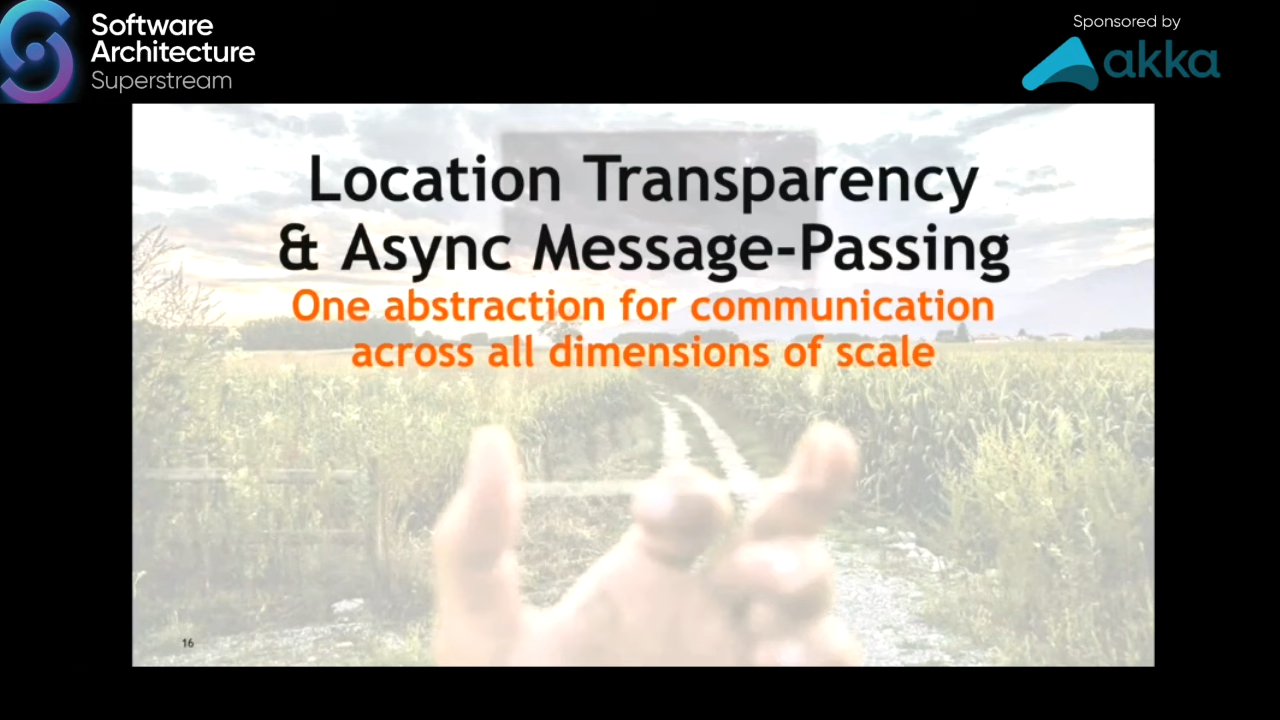 Software
Architecture
Superstream
Sponsored by
akka
Location Transparency
& Async Message-Passing
One abstraction for communication
across all dimensions of scale
16